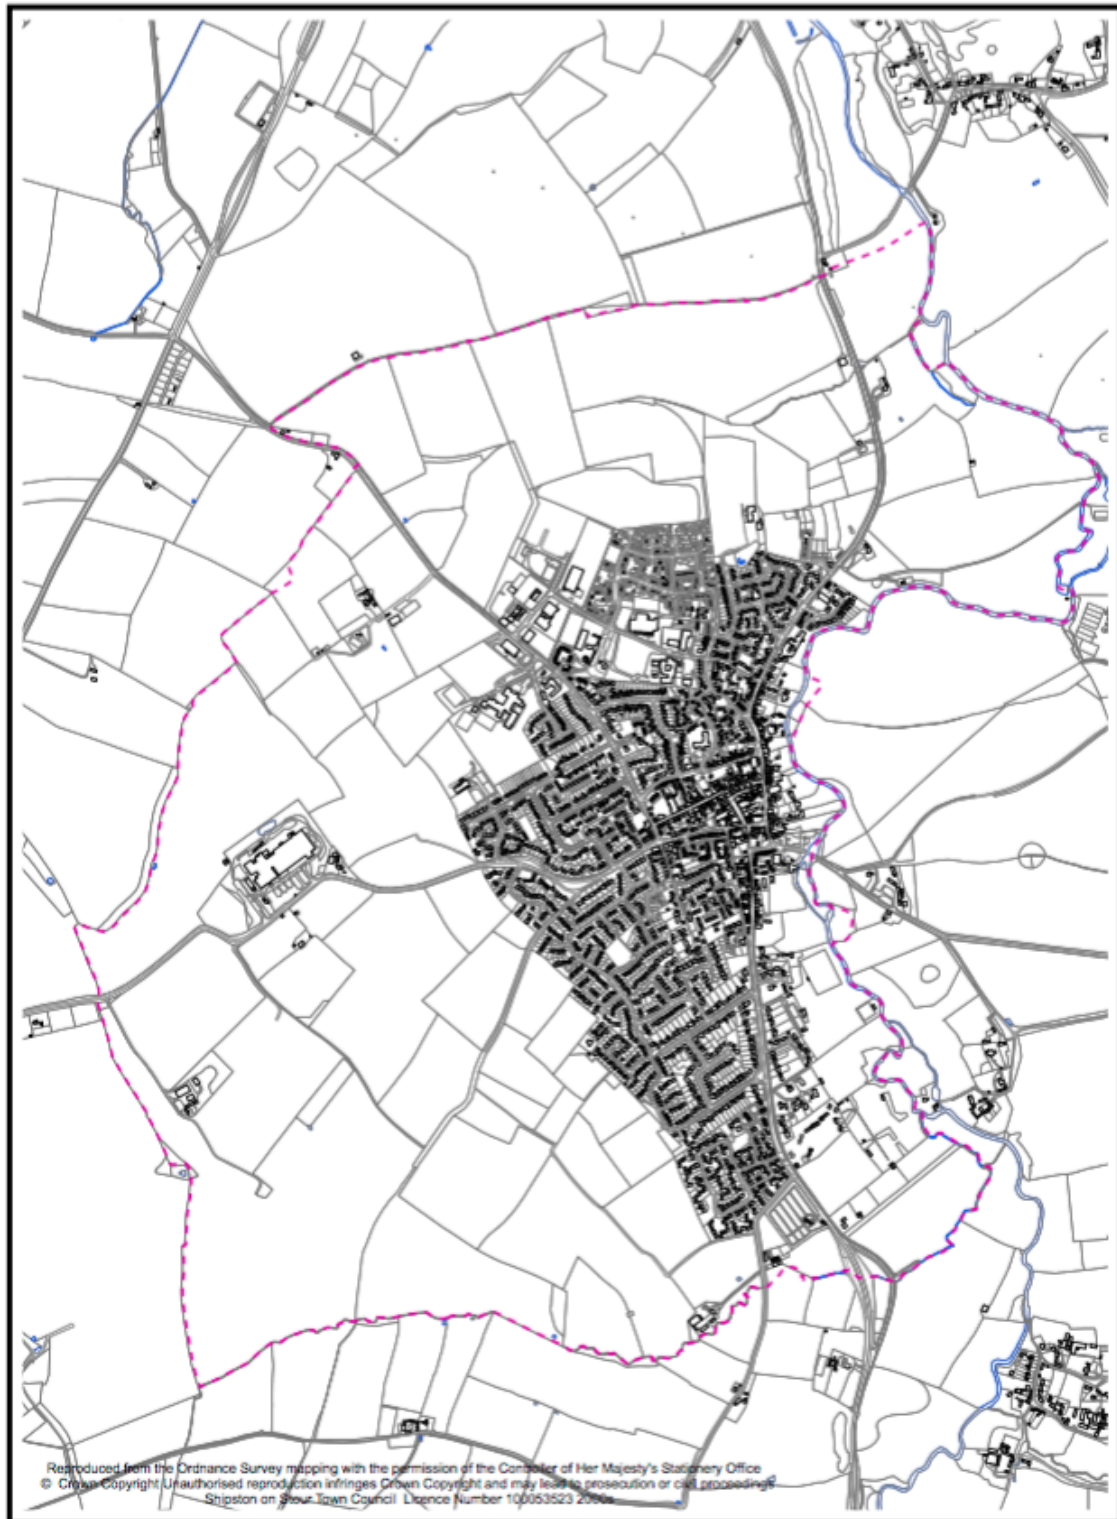 Reproduced from the Ordnance Survey mapping with the permission of the Controller of Her Majesty's Stationery Office
© Crown Copyright Unauthorised reproduction infringes Crown Copyright and may lead to prosecution or civil proceedings
Shipston on Stour Town Council Licence Number 100053523